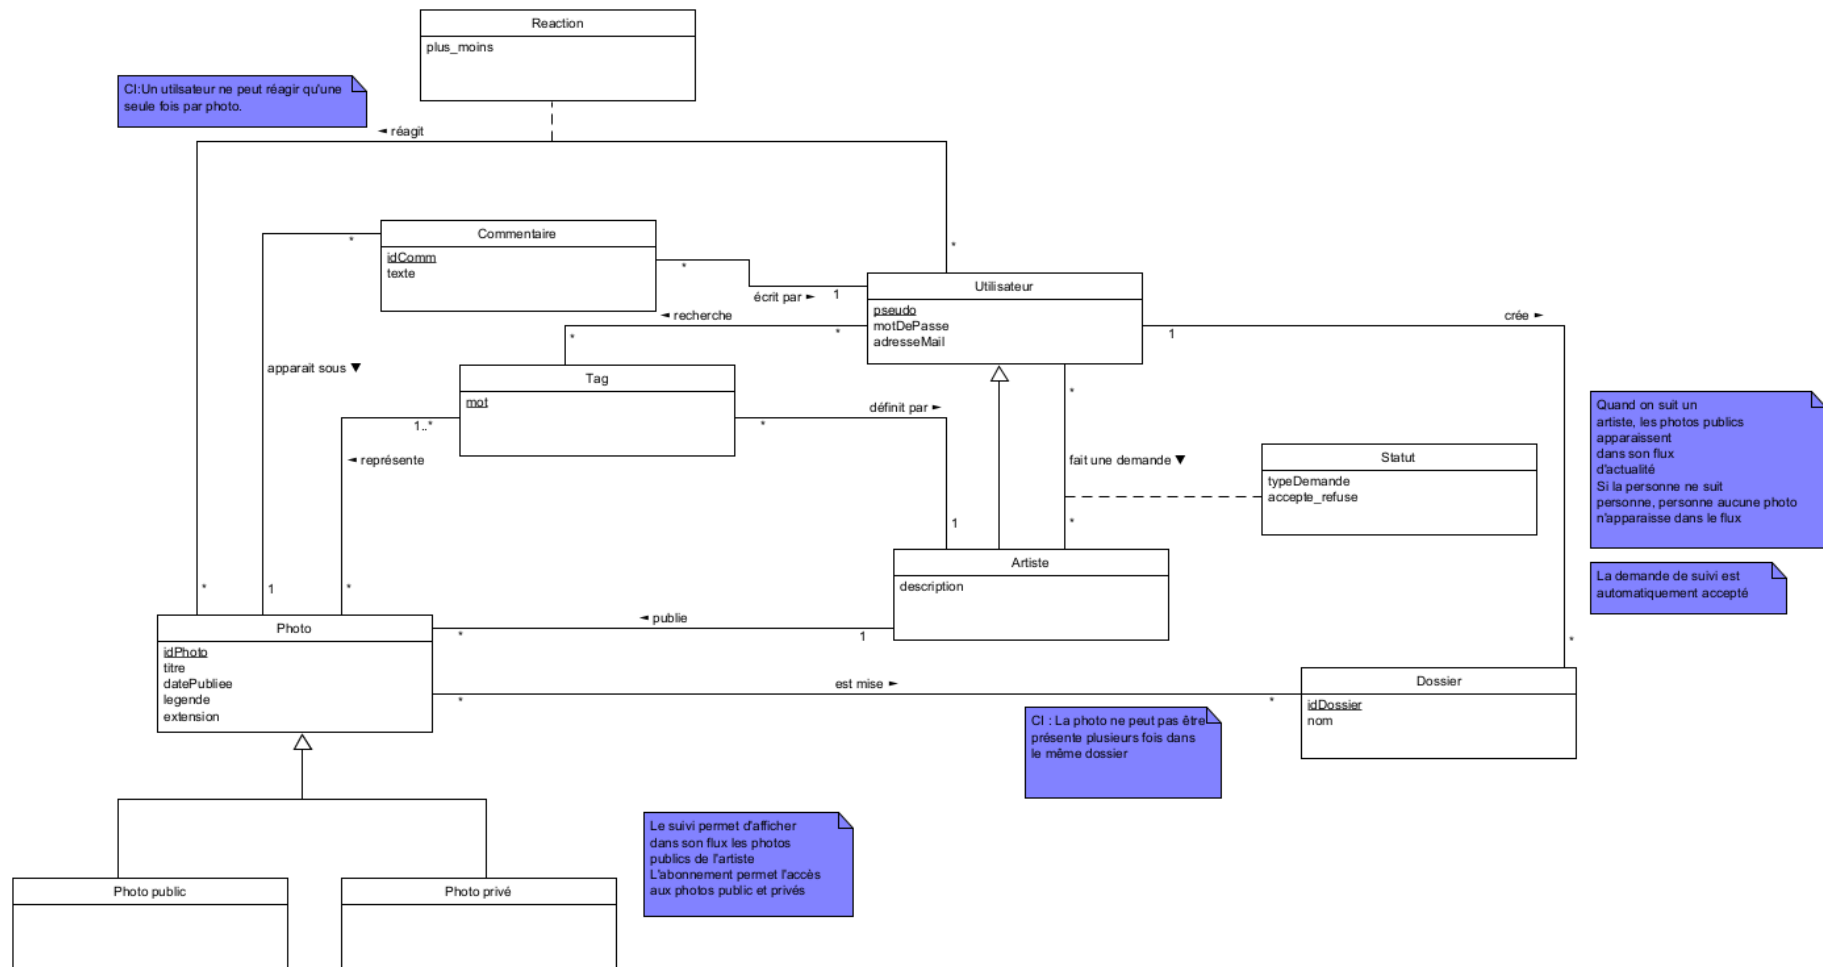 Reaction
plus_moins
CI:Un utilsateur ne peut réagir qu'une
seule fois par photo.
◄ réagit
Commentaire
idComm
texte
*
*
*
écrit par ►
1
Utilisateur
pseudo
motDePasse
adresseMail
◄ recherche
*
*
crée ►
1
apparait sous ▼
Tag
mot
1..*
*
définit par ►
◄ représente
*
fait une demande ▼
*
1
Statut
typeDemande
accepte_refuse
Quand on suit un
artiste, les photos publics
apparaissent
dans son flux
d'actualité
Si la personne ne suit
personne, personne aucune photo
n'apparaisse dans le flux
La demande de suivi est
automatiquement accepté
Artiste
description
*
1
*
Photo
idPhoto
titre
datePubliee
legende
extension
◄ publie
*
1
est mise ►
*
*
*
Dossier
idDossier
nom
CI : La photo ne peut pas être
présente plusieurs fois dans
le même dossier
Le suivi permet d'afficher
dans son flux les photos
publics de l'artiste
L'abonnement permet l'accès
aux photos public et privés
Photo public
Photo privé